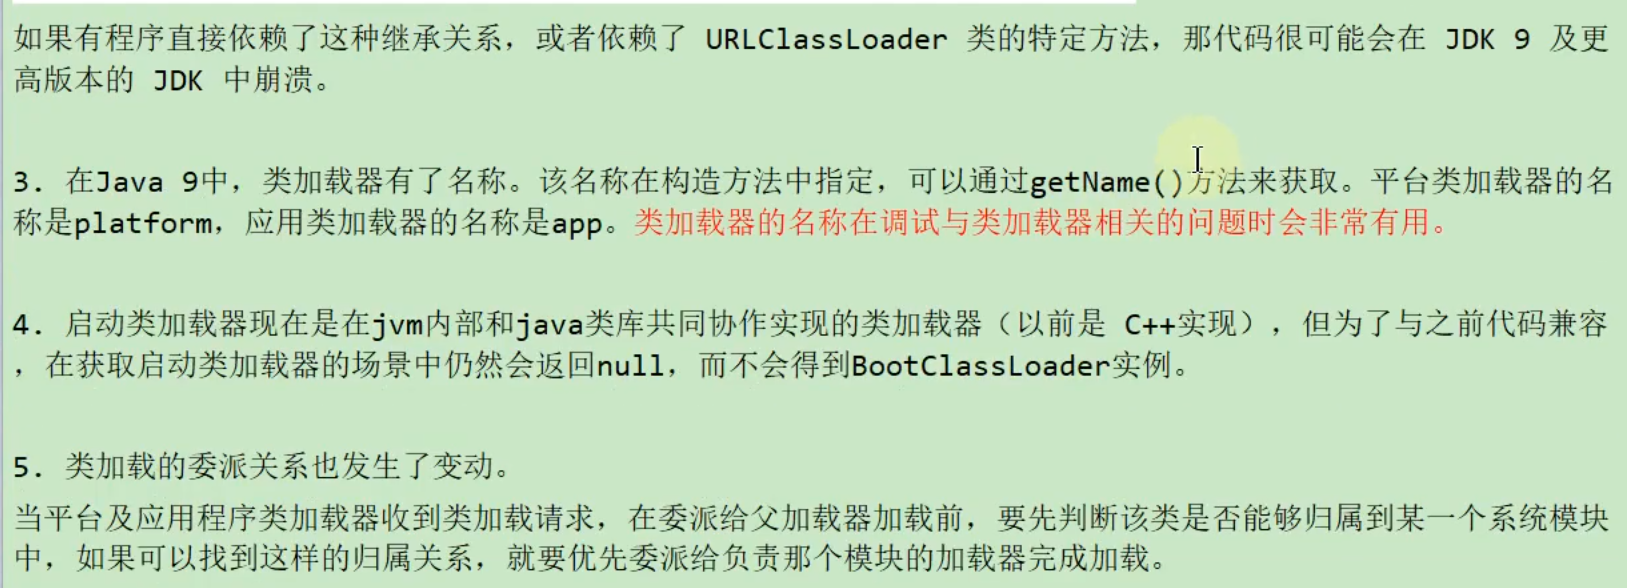 如果有程序直接依赖了这种继承关系，或者依赖了 URLClassLoader 类的特定方法，那代码很可能会在 JDK 9 及更
高版本的 JDK 中崩溃。
3. 在Java 9中，类加载器有了名称。该名称在构造方法中指定，可以通过getName()方法来获取。平台类加载器的名
称是platform，应用类加载器的名称是app。类加载器的名称在调试与类加载器相关的问题时会非常有用。
4. 启动类加载器现在是在jvm内部和java类库共同协作实现的类加载器（以前是 C++实现），但为了与之前代码兼容
，在获取启动类加载器的场景中仍然会返回null，而不会得到BootClassLoader实例。
5. 类加载的委派关系也发生了变动。
当平台及应用程序类加载器收到类加载请求，在委派给父加载器加载前，要先判断该类是否能够归属到某一个系统模块
中，如果可以找到这样的归属关系，就要优先委派给负责那个模块的加载器完成加载。